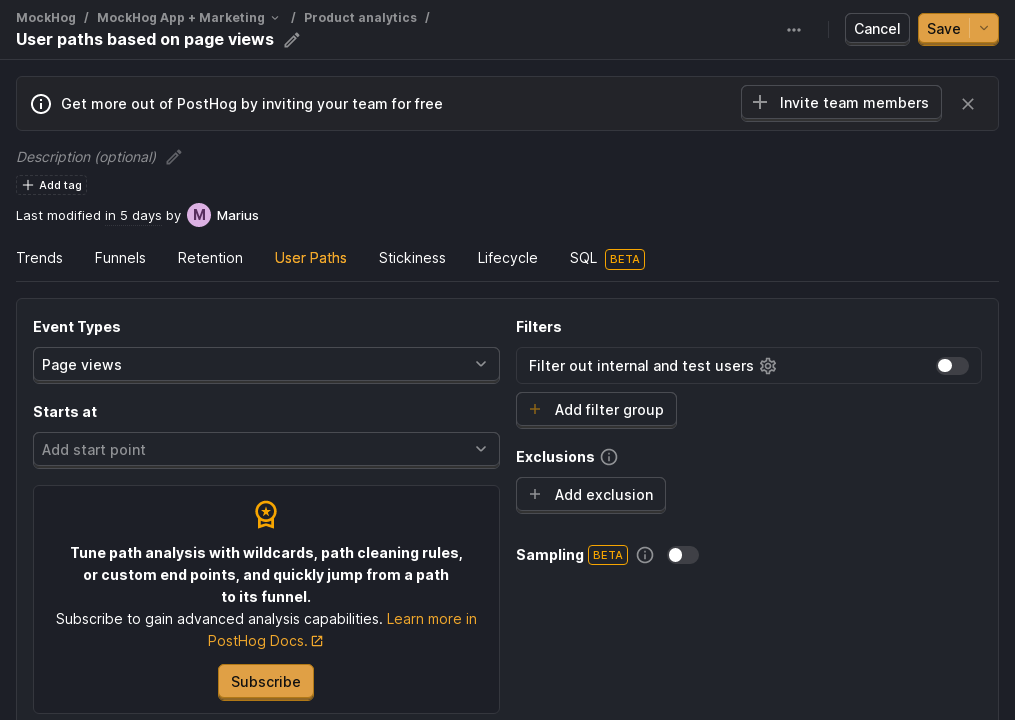 MockHog / MockHog App + Marketing / Product analytics /
User paths based on page views
Cancel
Save
Get more out of PostHog by inviting your team for free
Invite team members
Description (optional)
Add tag
Last modified in 5 days by M Marius
Trends Funnels Retention User Paths Stickiness Lifecycle SQL BETA
Event Types
Page views
Starts at
Add start point
Tune path analysis with wildcards, path cleaning rules,
or custom end points, and quickly jump from a path
to its funnel.
Subscribe to gain advanced analysis capabilities. Learn more in
PostHog Docs.
Subscribe
Filters
Filter out internal and test users
Add filter group
Exclusions
Add exclusion
Sampling BETA